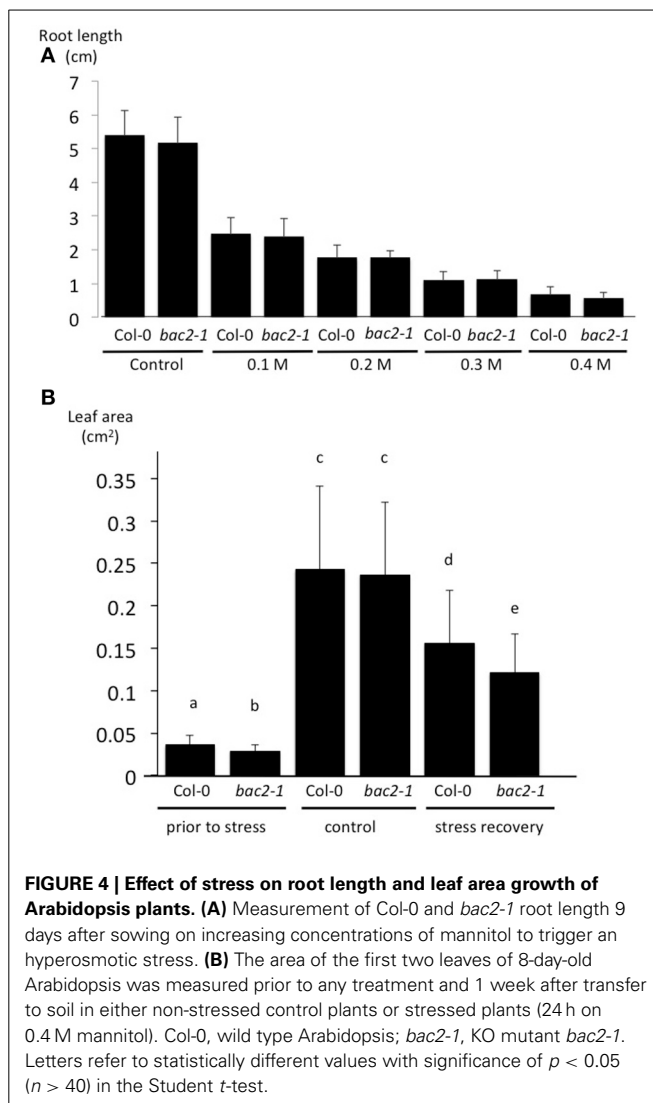 Root length
(cm)
A
7
6
5
4
3
2
1
0
Col-0 bac2-1 Col-0 bac2-1 Col-0 bac2-1 Col-0 bac2-1 Col-0 bac2-1
Control 0.1 M 0.2 M 0.3 M 0.4 M
B
Leaf area
(cm²)
0.35
0.3
0.25
0.2
0.15
0.1
0.05
0
a b c c d e
Col-0 bac2-1 Col-0 bac2-1 Col-0 bac2-1
prior to stress control stress recovery
FIGURE 4 | Effect of stress on root length and leaf area growth of
Arabidopsis plants. (A) Measurement of Col-0 and bac2-1 root length 9
days after sowing on increasing concentrations of mannitol to trigger an
hyperosmotic stress. (B) The area of the first two leaves of 8-day-old
Arabidopsis was measured prior to any treatment and 1 week after transfer
to soil in either non-stressed control plants or stressed plants (24 h on
0.4 M mannitol). Col-0, wild type Arabidopsis; bac2-1, KO mutant bac2-1.
Letters refer to statistically different values with significance of p < 0.05
(n > 40) in the Student t-test.